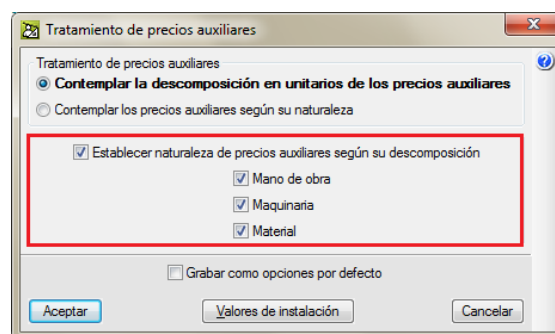 Tratamiento de precios auxiliares
Tratamiento de precios auxiliares
Contemplar la descomposición en unitarios de los precios auxiliares
Contemplar los precios auxiliares según su naturaleza
Establecer naturaleza de precios auxiliares según su descomposición
Mano de obra
Maquinaria
Material
Grabar como opciones por defecto
Aceptar Valores de instalación Cancelar